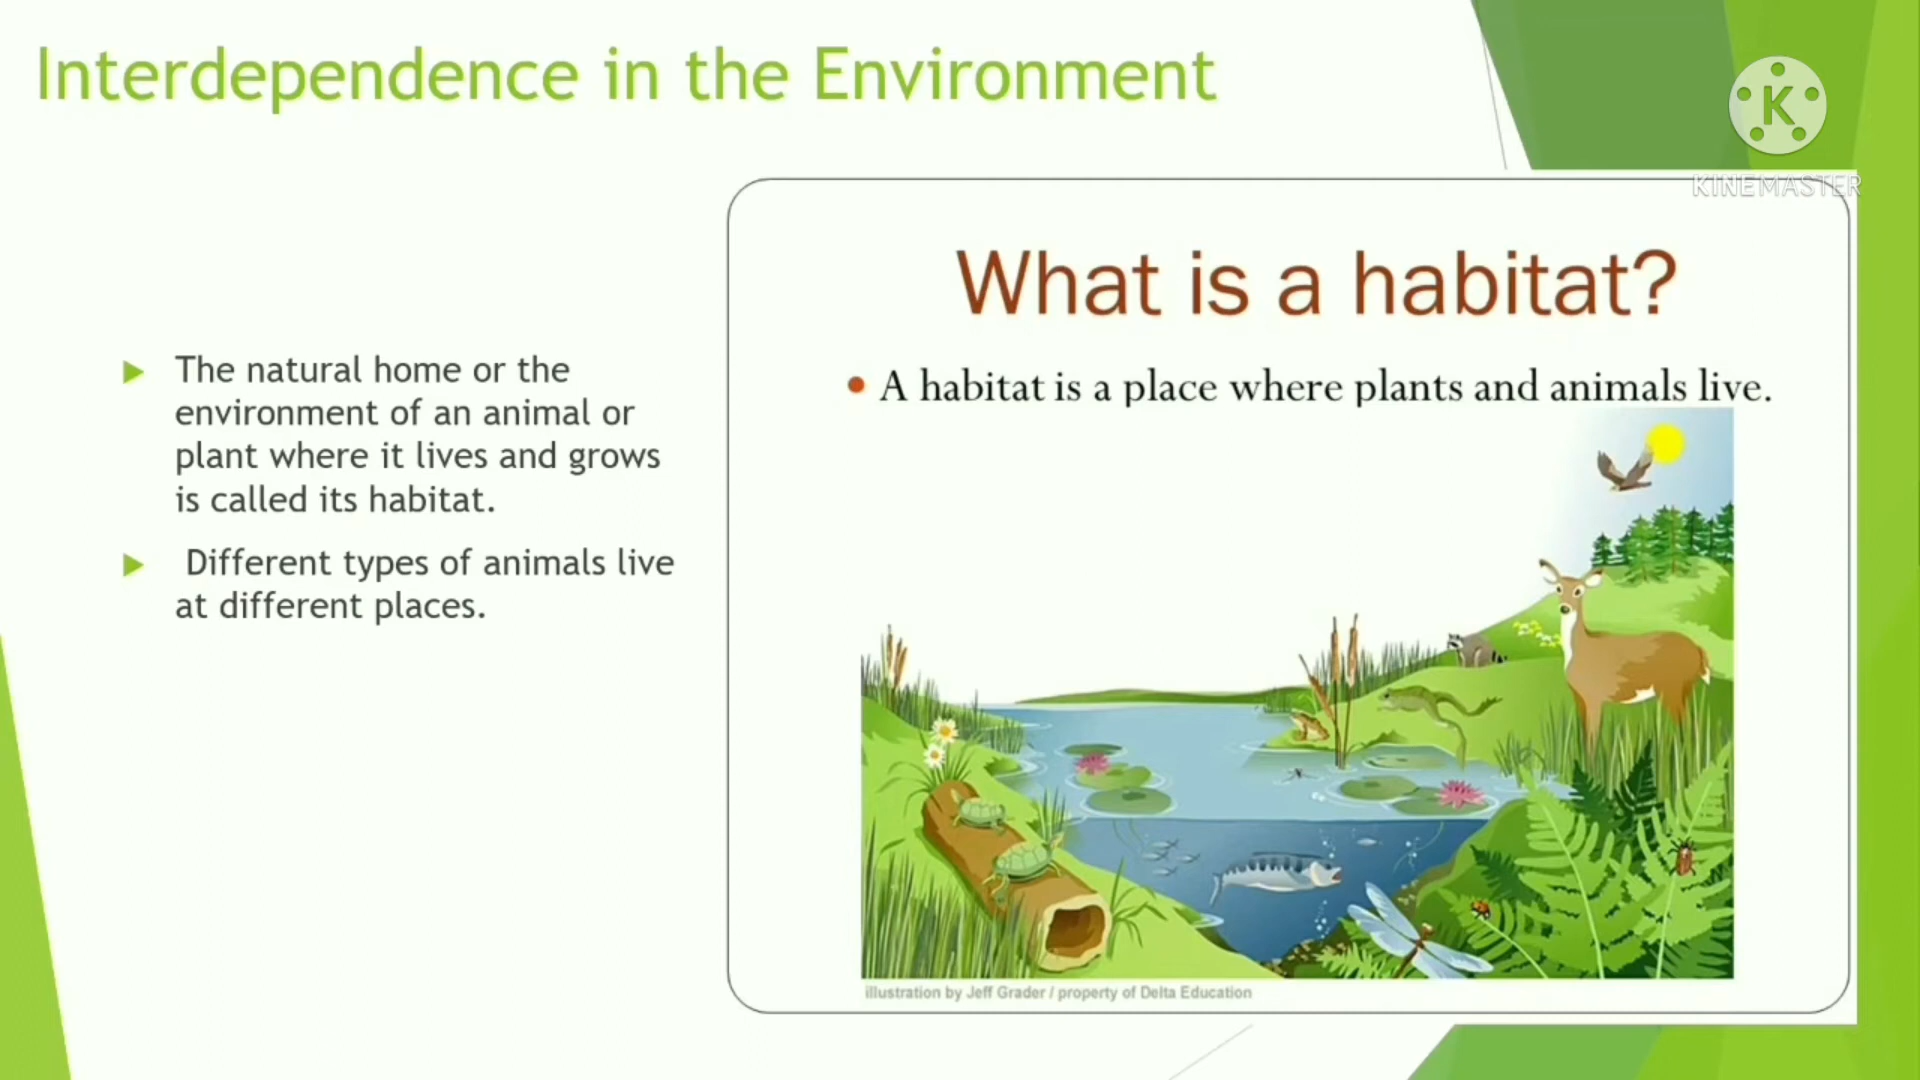 Interdependence in the Environment
K
KINEMASTER
The natural home or the
environment of an animal or
plant where it lives and grows
is called its habitat.
Different types of animals live
at different places.
What is a habitat?
A habitat is a place where plants and animals live.
illustration by Jeff Grader / property of Delta Education